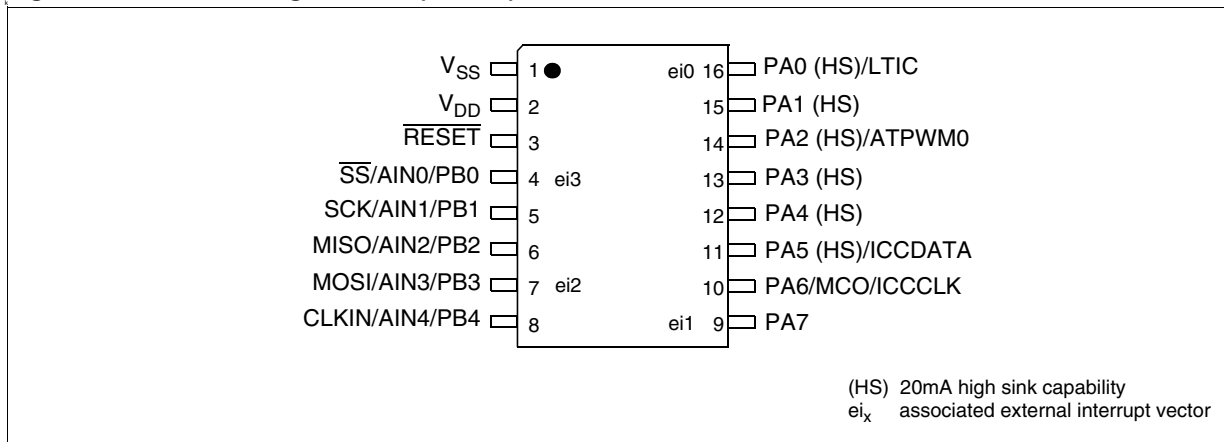 VSS 1 ei0 16 PA0 (HS)/LTIC
VDD 2 15 PA1 (HS)
RESET 3 14 PA2 (HS)/ATPWM0
SS/AIN0/PB0 4 ei3 13 PA3 (HS)
SCK/AIN1/PB1 5 12 PA4 (HS)
MISO/AIN2/PB2 6 11 PA5 (HS)/ICCDATA
MOSI/AIN3/PB3 7 ei2 10 PA6/MCO/ICCCLK
CLKIN/AIN4/PB4 8 ei1 9 PA7
(HS) 20mA high sink capability
eix associated external interrupt vector